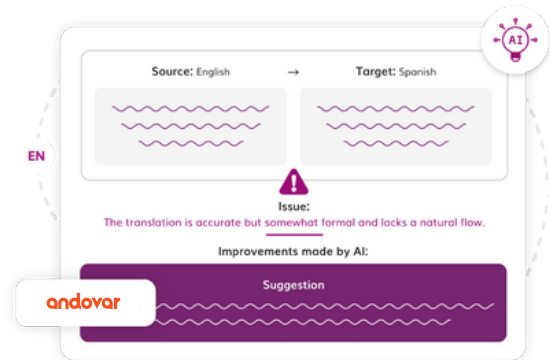 AI
Source: English → Target: Spanish
EN
Issue:
The translation is accurate but somewhat formal and lacks a natural flow.
Improvements made by AI:
Suggestion
andovar